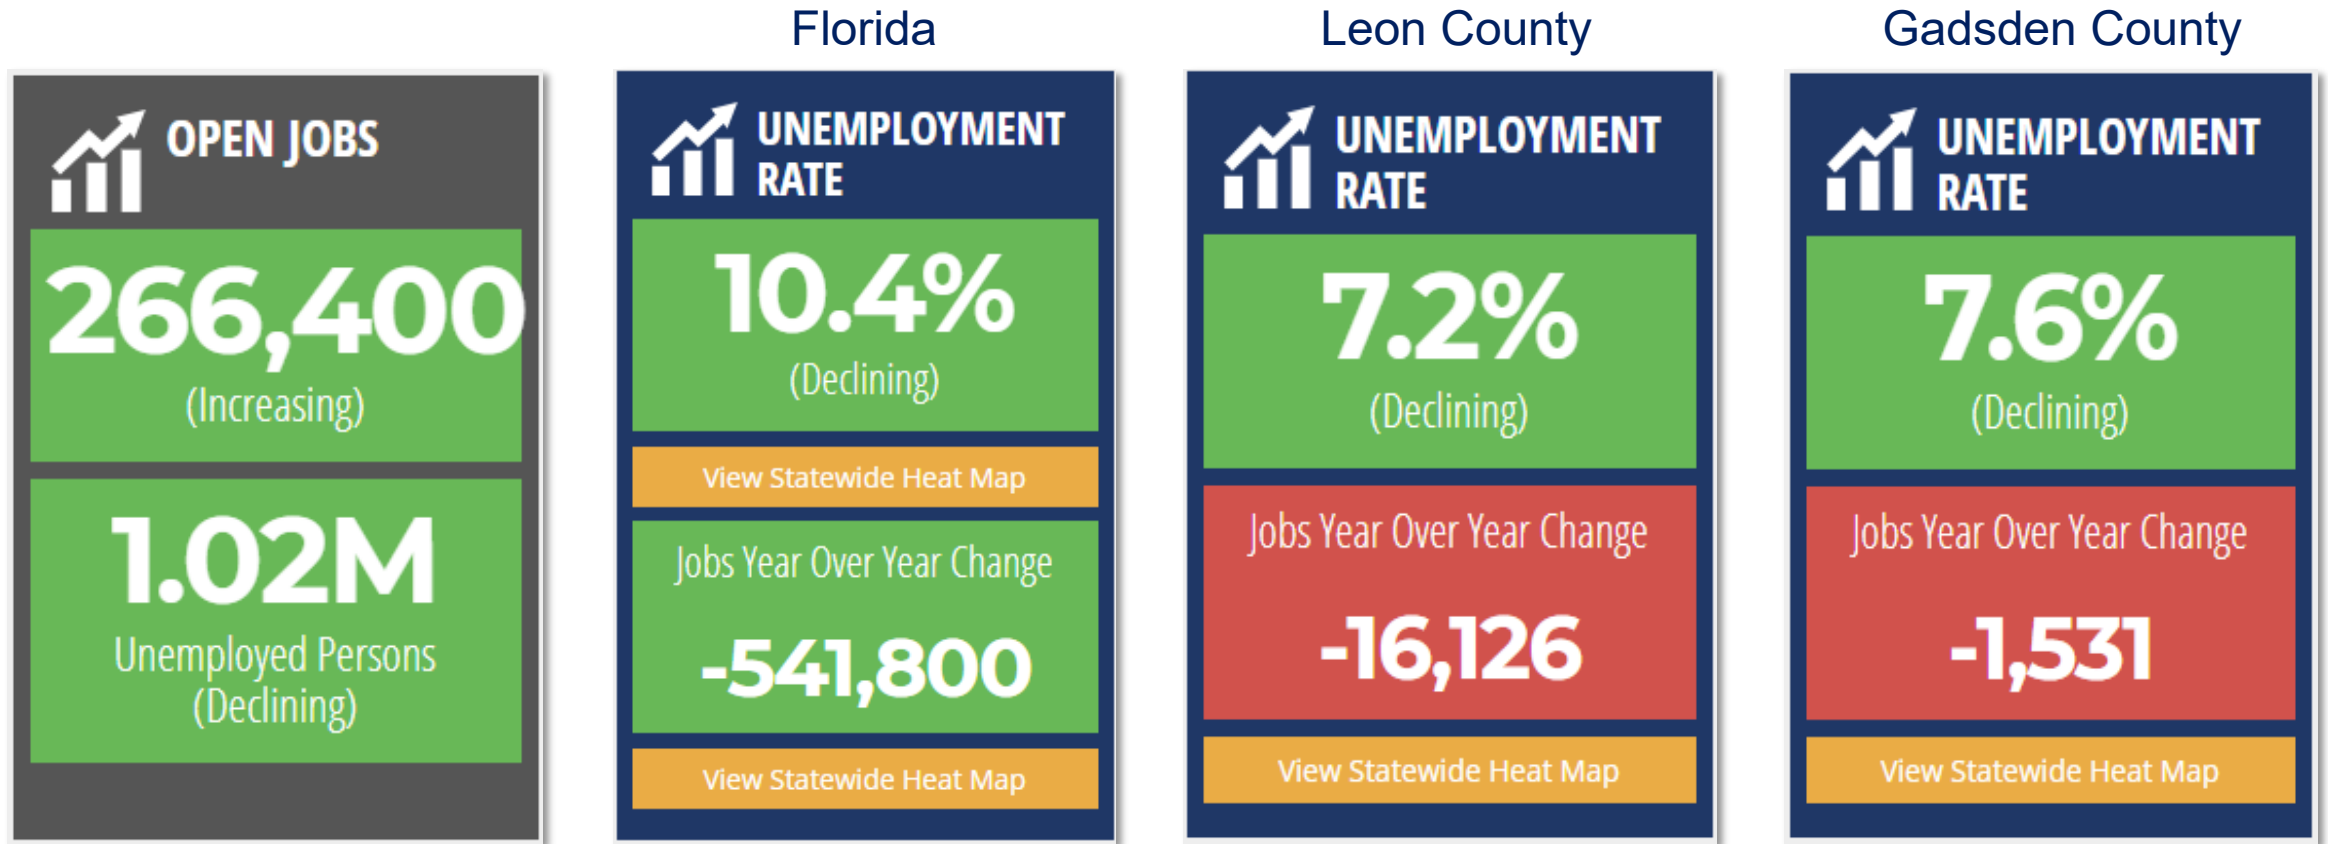 Florida
Leon County
Gadsden County
OPEN JOBS
266,400
(Increasing)
1.02M
Unemployed Persons
(Declining)
UNEMPLOYMENT
RATE
10.4%
(Declining)
View Statewide Heat Map
Jobs Year Over Year Change
-541,800
View Statewide Heat Map
UNEMPLOYMENT
RATE
7.2%
(Declining)
Jobs Year Over Year Change
-16,126
View Statewide Heat Map
UNEMPLOYMENT
RATE
7.6%
(Declining)
Jobs Year Over Year Change
-1,531
View Statewide Heat Map